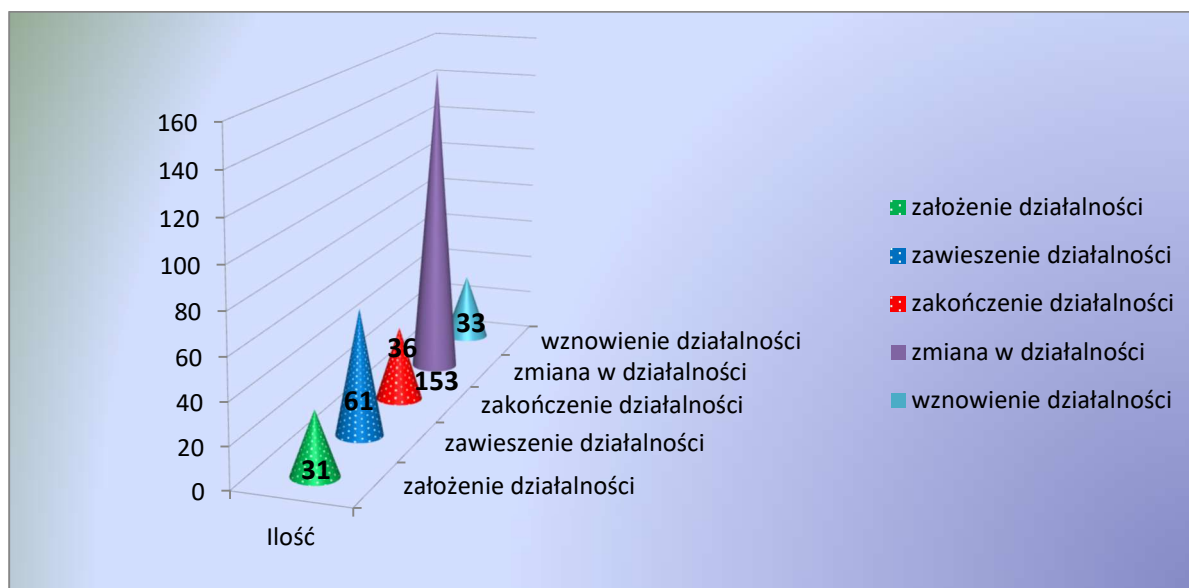 160
140
120
100
80
60
40
20
0
31
61
36
153
33
wznowienie działalności
zmiana w działalności
zakończenie działalności
zawieszenie działalności
założenie działalności
Ilość
założenie działalności
zawieszenie działalności
zakończenie działalności
zmiana w działalności
wznowienie działalności